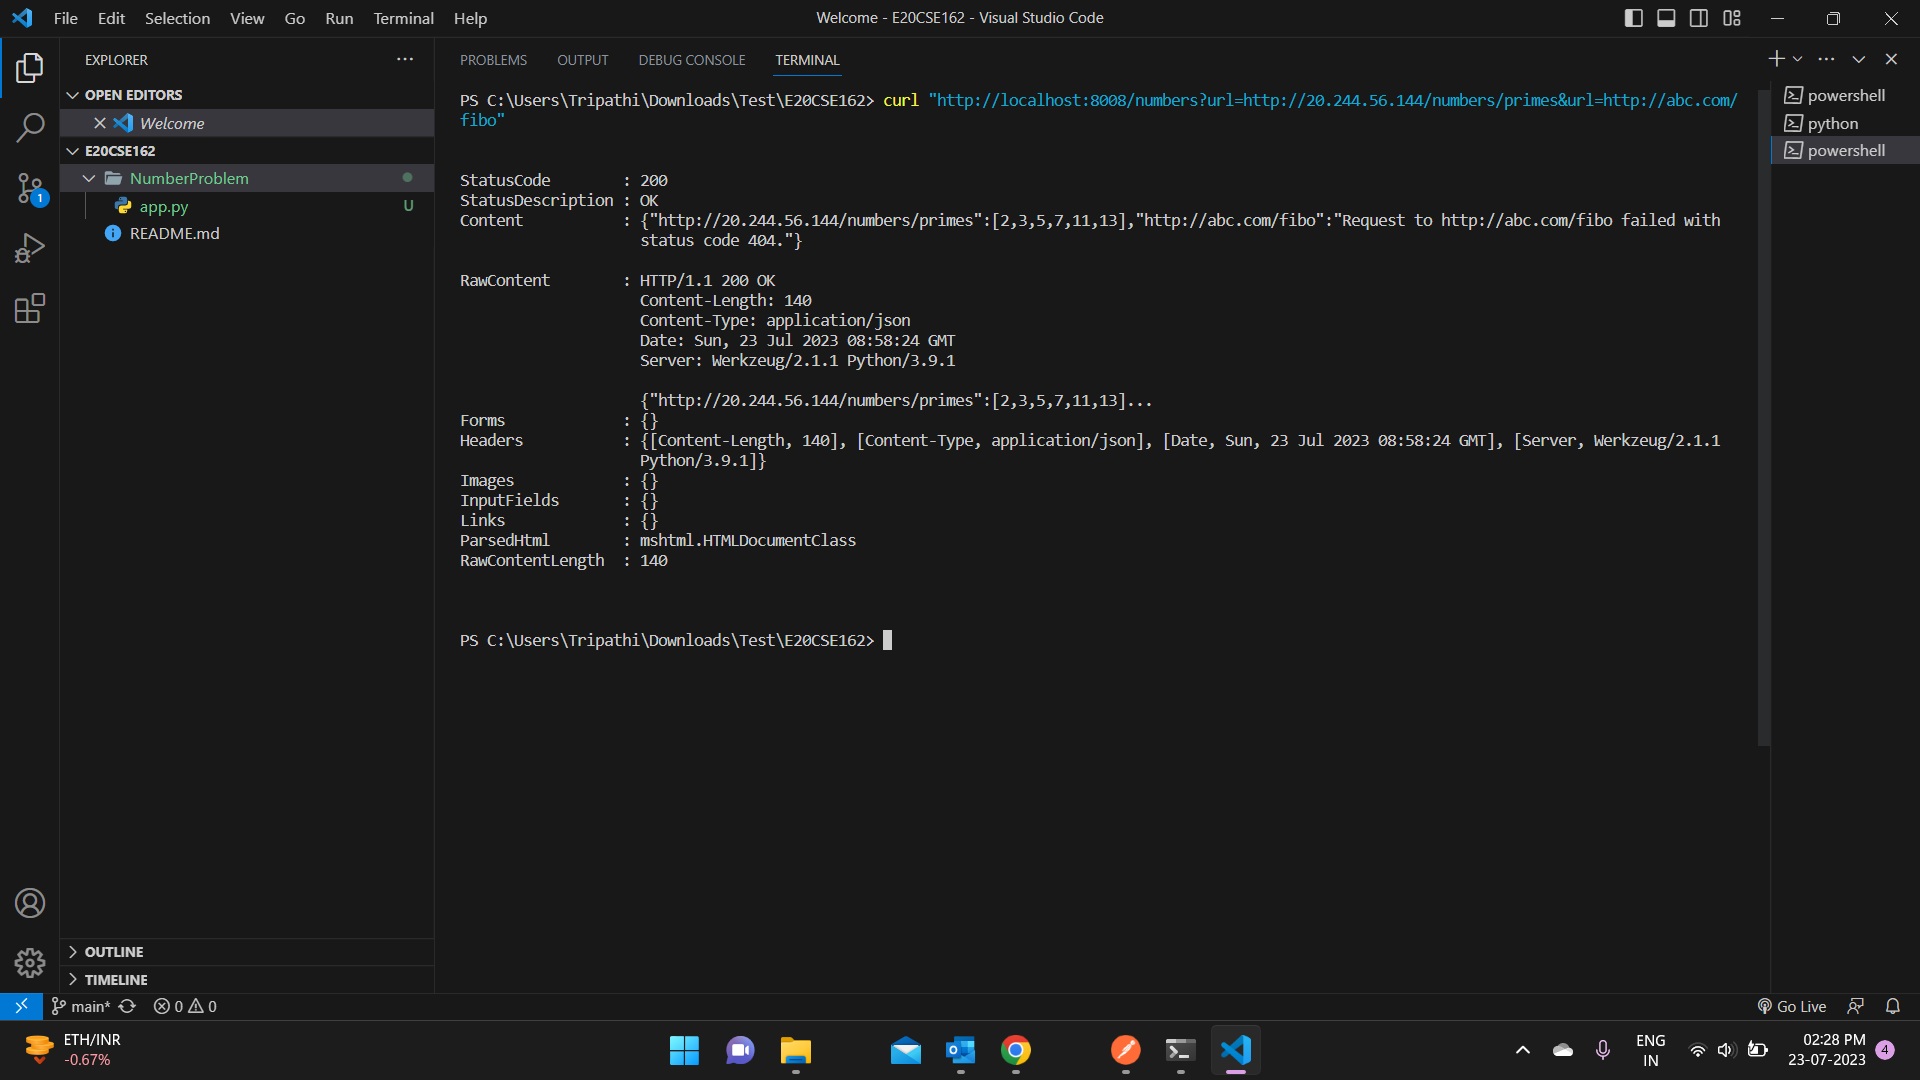 File Edit Selection View Go Run Terminal Help
Welcome - E20CSE162 - Visual Studio Code
EXPLORER
OPEN EDITORS
Welcome
E20CSE162
NumberProblem
app.py U
README.md
OUTLINE
TIMELINE
1
PROBLEMS OUTPUT DEBUG CONSOLE TERMINAL
PS C:\Users\Tripathi\Downloads\Test\E20CSE162> curl "http://localhost:8008/numbers?url=http://20.244.56.144/numbers/primes&url=http://abc.com/
fibo"
StatusCode : 200
StatusDescription : OK
Content : {"http://20.244.56.144/numbers/primes":[2,3,5,7,11,13],"http://abc.com/fibo":"Request to http://abc.com/fibo failed with
status code 404."}
RawContent : HTTP/1.1 200 OK
Content-Length: 140
Content-Type: application/json
Date: Sun, 23 Jul 2023 08:58:24 GMT
Server: Werkzeug/2.1.1 Python/3.9.1
{"http://20.244.56.144/numbers/primes":[2,3,5,7,11,13]...
Forms : {}
Headers : {[Content-Length, 140], [Content-Type, application/json], [Date, Sun, 23 Jul 2023 08:58:24 GMT], [Server, Werkzeug/2.1.1
Python/3.9.1]}
Images : {}
InputFields : {}
Links : {}
ParsedHtml : mshtml.HTMLDocumentClass
RawContentLength : 140
PS C:\Users\Tripathi\Downloads\Test\E20CSE162>
powershell
python
powershell
main* 0 0
Go Live
ETH/INR
-0.67%
ENG
IN
02:28 PM
23-07-2023
4